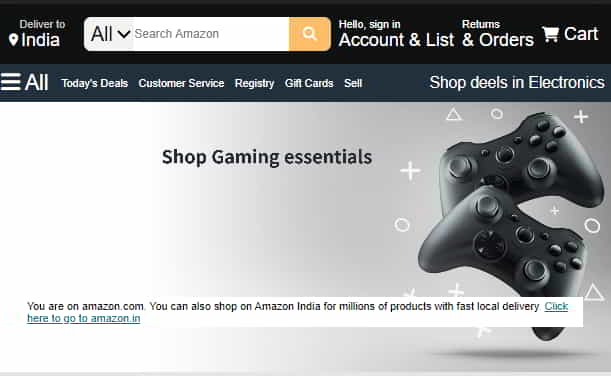 Deliver to
India
All
Search Amazon
Hello, sign in
Account & List
Returns
& Orders
Cart
All
Today's Deals
Customer Service
Registry
Gift Cards
Sell
Shop deels in Electronics
Shop Gaming essentials
You are on amazon.com. You can also shop on Amazon India for millions of products with fast local delivery. Click
here to go to amazon.in